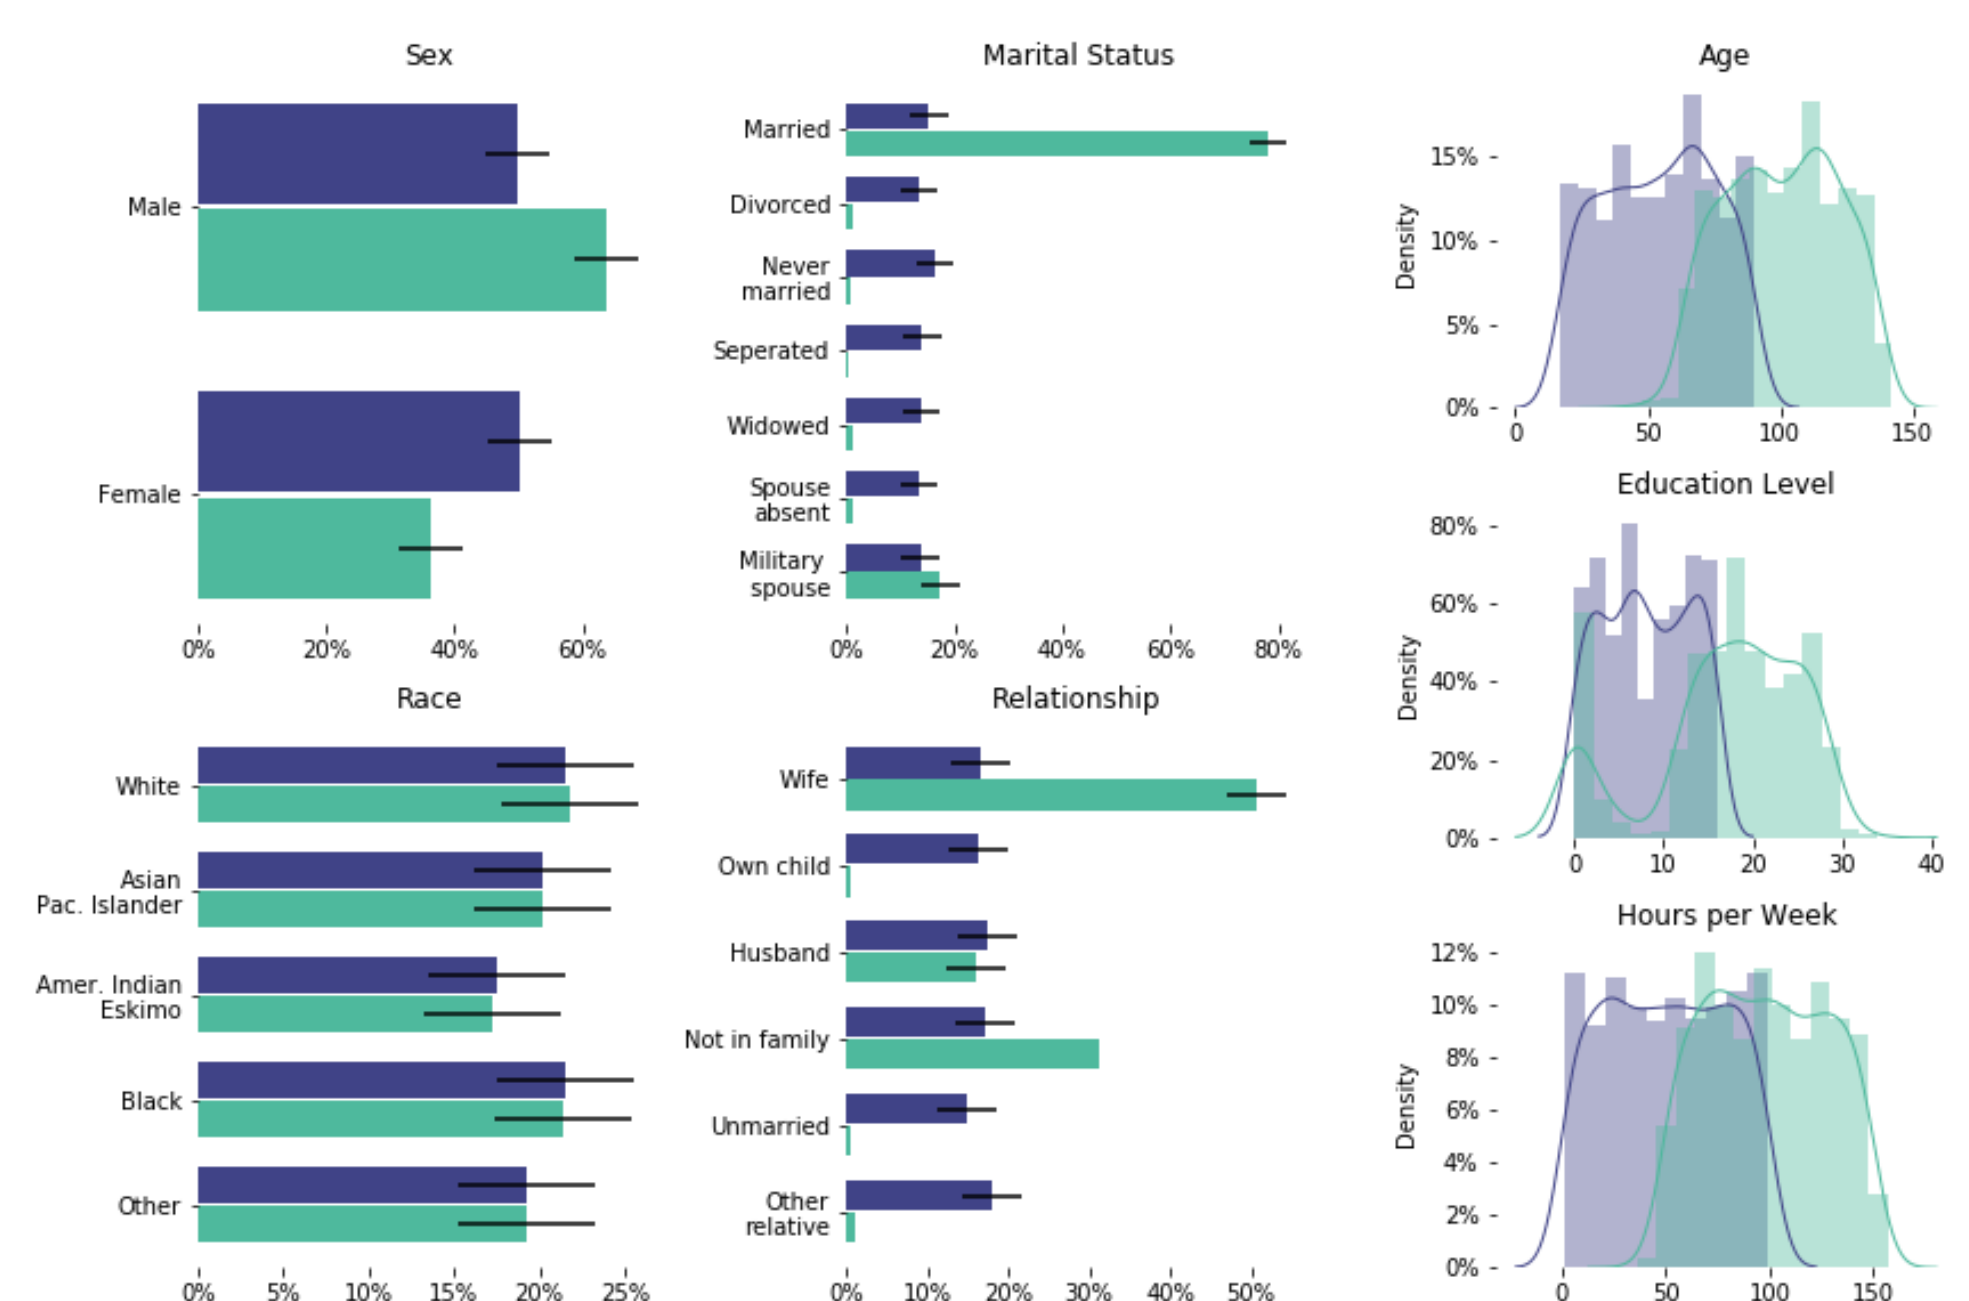 Sex
Male
Female
0% 20% 40% 60%
Marital Status
Married
Divorced
Never
married
Seperated
Widowed
Spouse
absent
Military
spouse
0% 20% 40% 60% 80%
Age
Density
15%
10%
5%
0%
0 50 100 150
Education Level
Density
80%
60%
40%
20%
0%
0 10 20 30 40
Race
White
Asian
Pac. Islander
Amer. Indian
Eskimo
Black
Other
0% 5% 10% 15% 20% 25%
Relationship
Wife
Own child
Husband
Not in family
Unmarried
Other
relative
0% 10% 20% 30% 40% 50%
Hours per Week
Density
12%
10%
8%
6%
4%
2%
0%
0 50 100 150